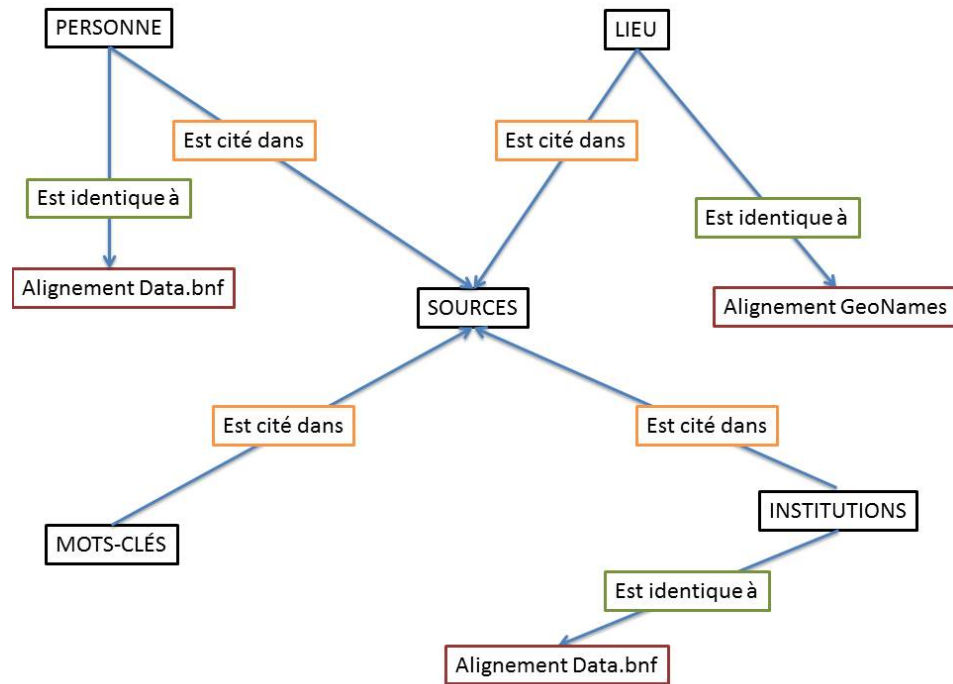 PERSONNE
LIEU
Est cité dans
Est cité dans
Est identique à
Est identique à
Alignement Data.bnf
SOURCES
Alignement GeoNames
Est cité dans
Est cité dans
INSTITUTIONS
MOTS-CLÉS
Est identique à
Alignement Data.bnf